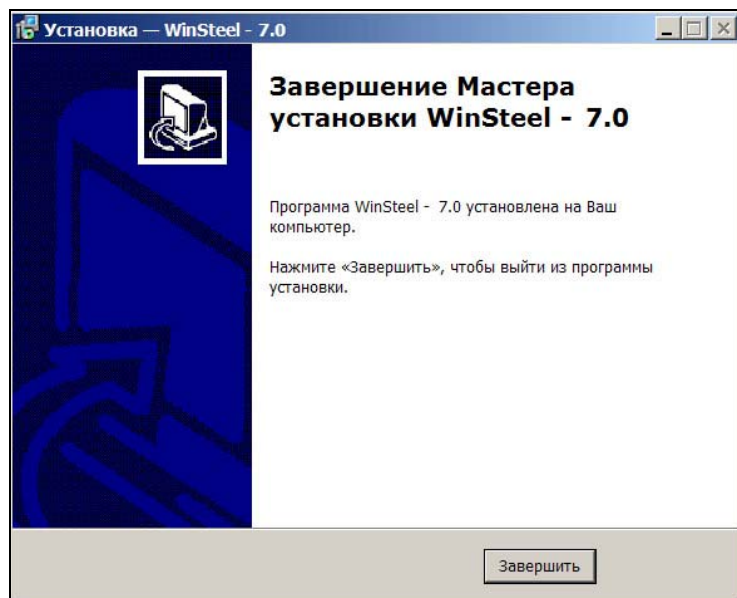 Установка — WinSteel - 7.0
Завершение Мастера
установки WinSteel - 7.0
Программа WinSteel - 7.0 установлена на Ваш
компьютер.
Нажмите «Завершить», чтобы выйти из программы
установки.
Завершить